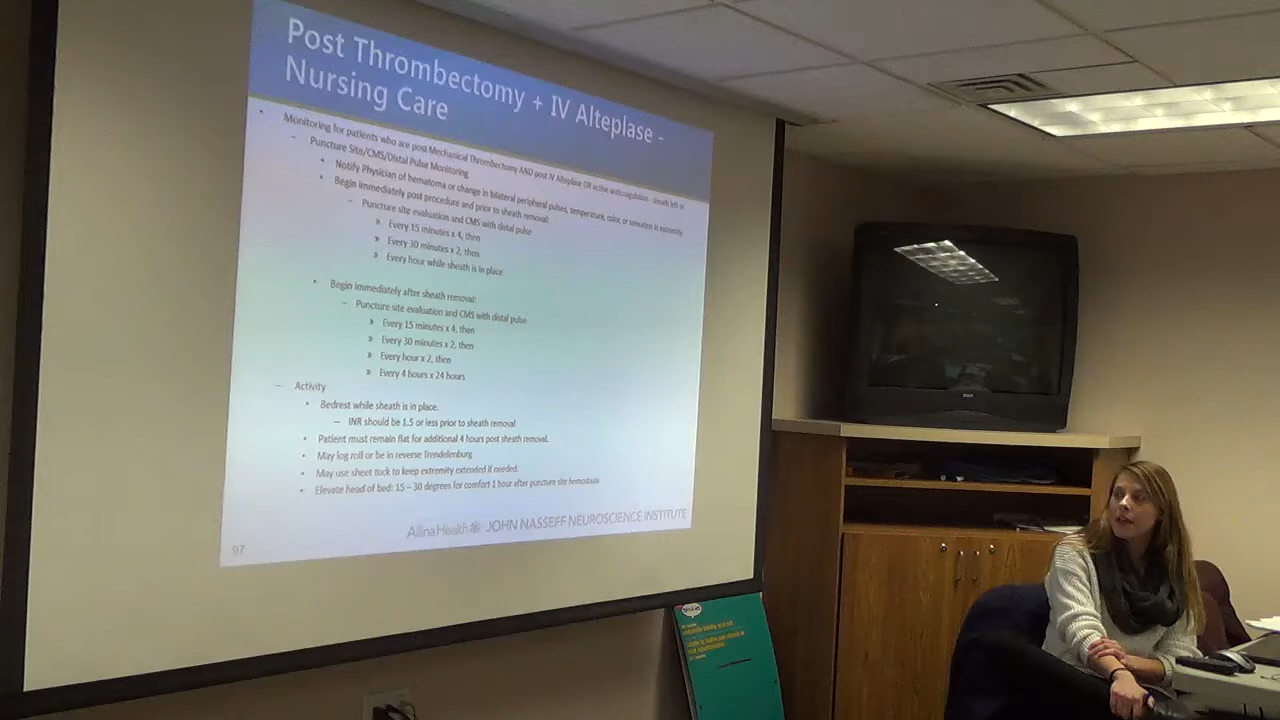 Post Thrombectomy + IV Alteplase -
Nursing Care
• Monitoring for patients who are post Mechanical Thrombectomy AND post IV Alteplase OR active anticoagulation - sheath left in
– Puncture Site/CMS/Distal Pulse Monitoring
• Notify Physician of hematoma or change in bilateral peripheral pulses, temperature, color, or sensation in extremity.
• Begin immediately post procedure and prior to sheath removal:
– Puncture site evaluation and CMS with distal pulse
» Every 15 minutes x 4, then
» Every 30 minutes x 2, then
» Every hour while sheath is in place
• Begin immediately after sheath removal:
– Puncture site evaluation and CMS with distal pulse
» Every 15 minutes x 4, then
» Every 30 minutes x 2, then
» Every hour x 2, then
» Every 4 hours x 24 hours
– Activity
• Bedrest while sheath is in place.
– INR should be 1.5 or less prior to sheath removal
• Patient must remain flat for additional 4 hours post sheath removal.
• May log roll or be in reverse Trendelenburg
• May use sheet tuck to keep extremity extended if needed.
• Elevate head of bed: 15 – 30 degrees for comfort 1 hour after puncture site hemostasis
AllinaHealth JOHN NASSEFF NEUROSCIENCE INSTITUTE
97